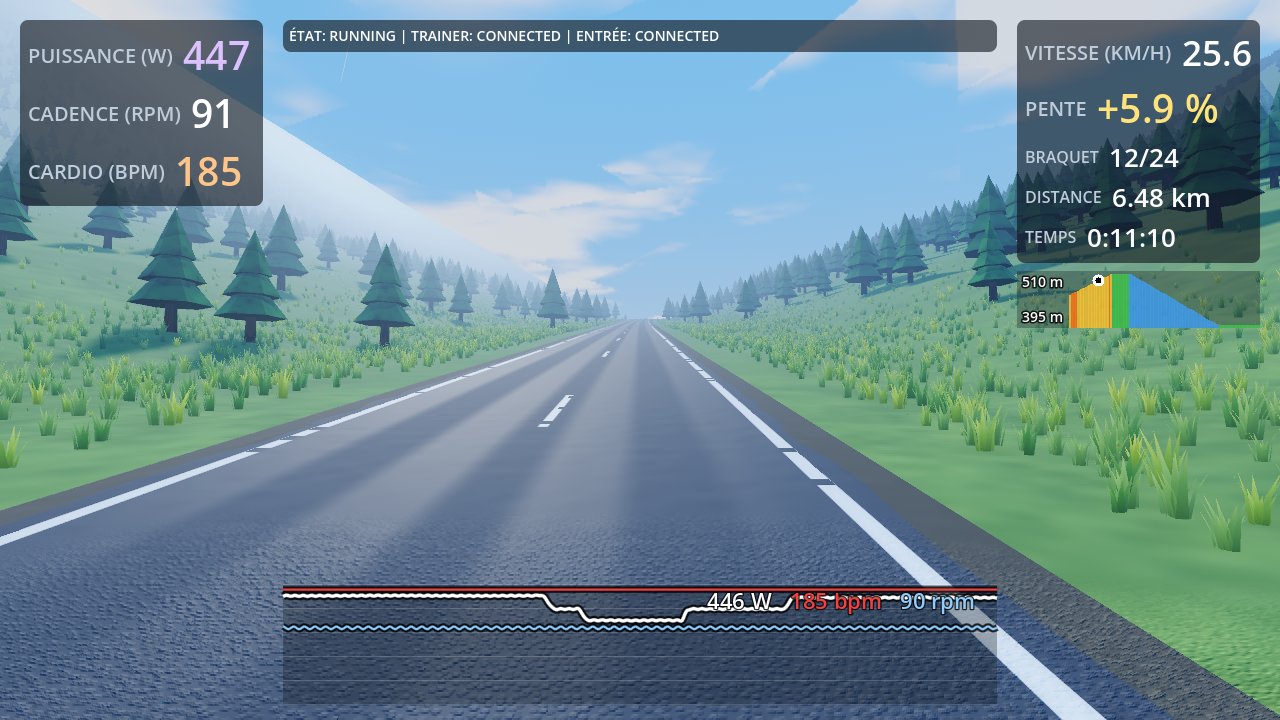 PUISSANCE (W) 447
CADENCE (RPM) 91
CARDIO (BPM) 185
ÉTAT: RUNNING | TRAINER: CONNECTED | ENTRÉE: CONNECTED
VITESSE (KM/H) 25.6
PENTE +5.9 %
BRAQUET 12/24
DISTANCE 6.48 km
TEMPS 0:11:10
510 m
395 m
446 W 185 bpm 90 rpm